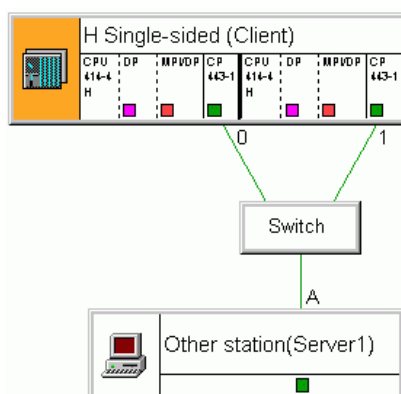 H Single-sided (Client)
CPU DP MPI/DP CP CPU DP MPI/DP CP
414-4 443-1 414-4 443-1
H H
0 1
Switch
A
Other station(Server1)